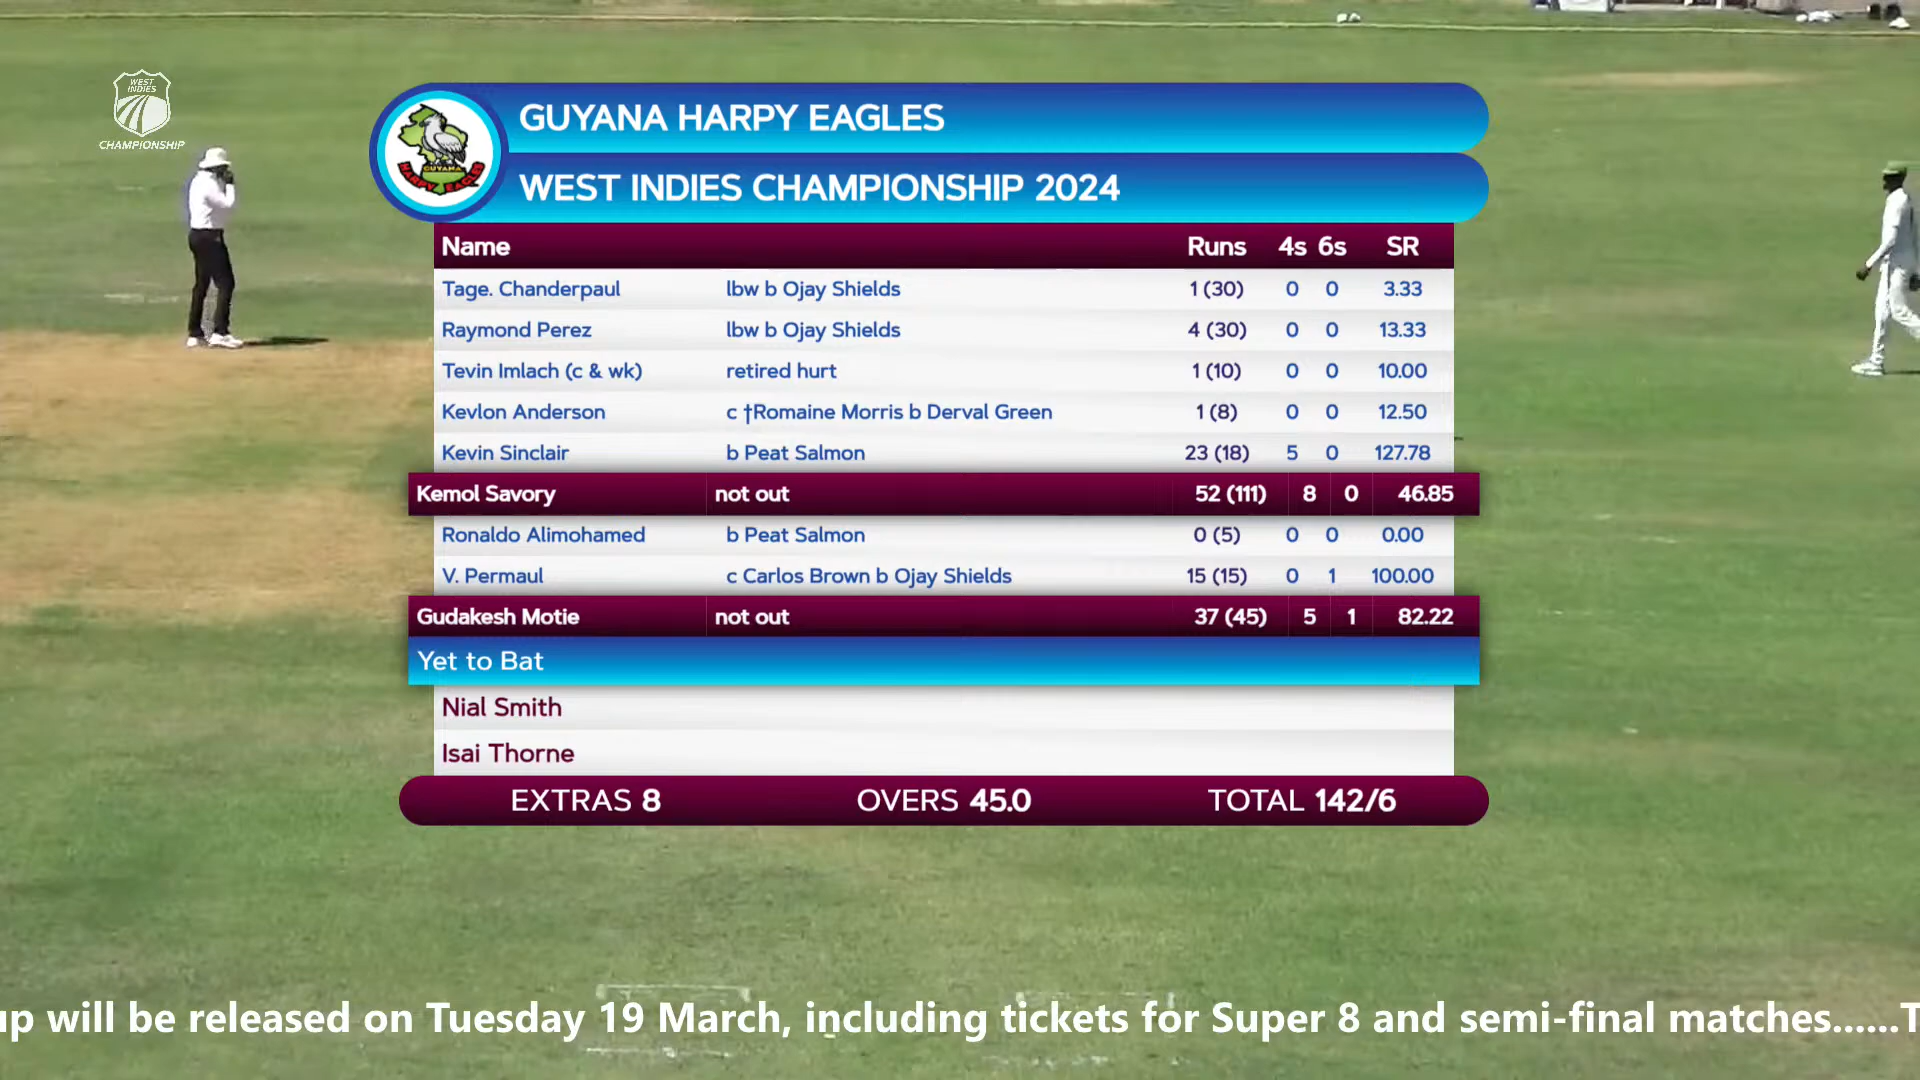 WEST
INDIES
CHAMPIONSHIP
GUYANA
HARPY EAGLES
GUYANA HARPY EAGLES
WEST INDIES CHAMPIONSHIP 2024
Name Runs 4s 6s SR
Tage. Chanderpaul lbw b Ojay Shields 1 (30) 0 0 3.33
Raymond Perez lbw b Ojay Shields 4 (30) 0 0 13.33
Tevin Imlach (c & wk) retired hurt 1 (10) 0 0 10.00
Kevlon Anderson c †Romaine Morris b Derval Green 1 (8) 0 0 12.50
Kevin Sinclair b Peat Salmon 23 (18) 5 0 127.78
Kemol Savory not out 52 (111) 8 0 46.85
Ronaldo Alimohamed b Peat Salmon 0 (5) 0 0 0.00
V. Permaul c Carlos Brown b Ojay Shields 15 (15) 0 1 100.00
Gudakesh Motie not out 37 (45) 5 1 82.22
Yet to Bat
Nial Smith
Isai Thorne
EXTRAS 8 OVERS 45.0 TOTAL 142/6
up will be released on Tuesday 19 March, including tickets for Super 8 and semi-final matches......T